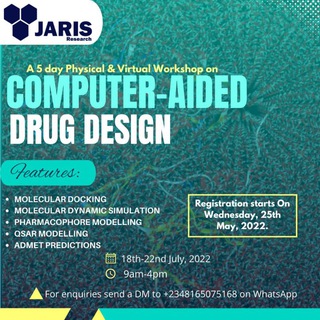 JARIS
Research
A 5 day Physical & Virtual Workshop on
COMPUTER-AIDED
DRUG DESIGN
Features:
• MOLECULAR DOCKING
• MOLECULAR DYNAMIC SIMULATION
• PHARMACOPHORE MODELLING
• QSAR MODELLING
• ADMET PREDICTIONS
Registration starts On
Wednesday, 25th
May, 2022.
18th-22nd July, 2022
9am-4pm
For enquiries send a DM to +2348165075168 on WhatsApp